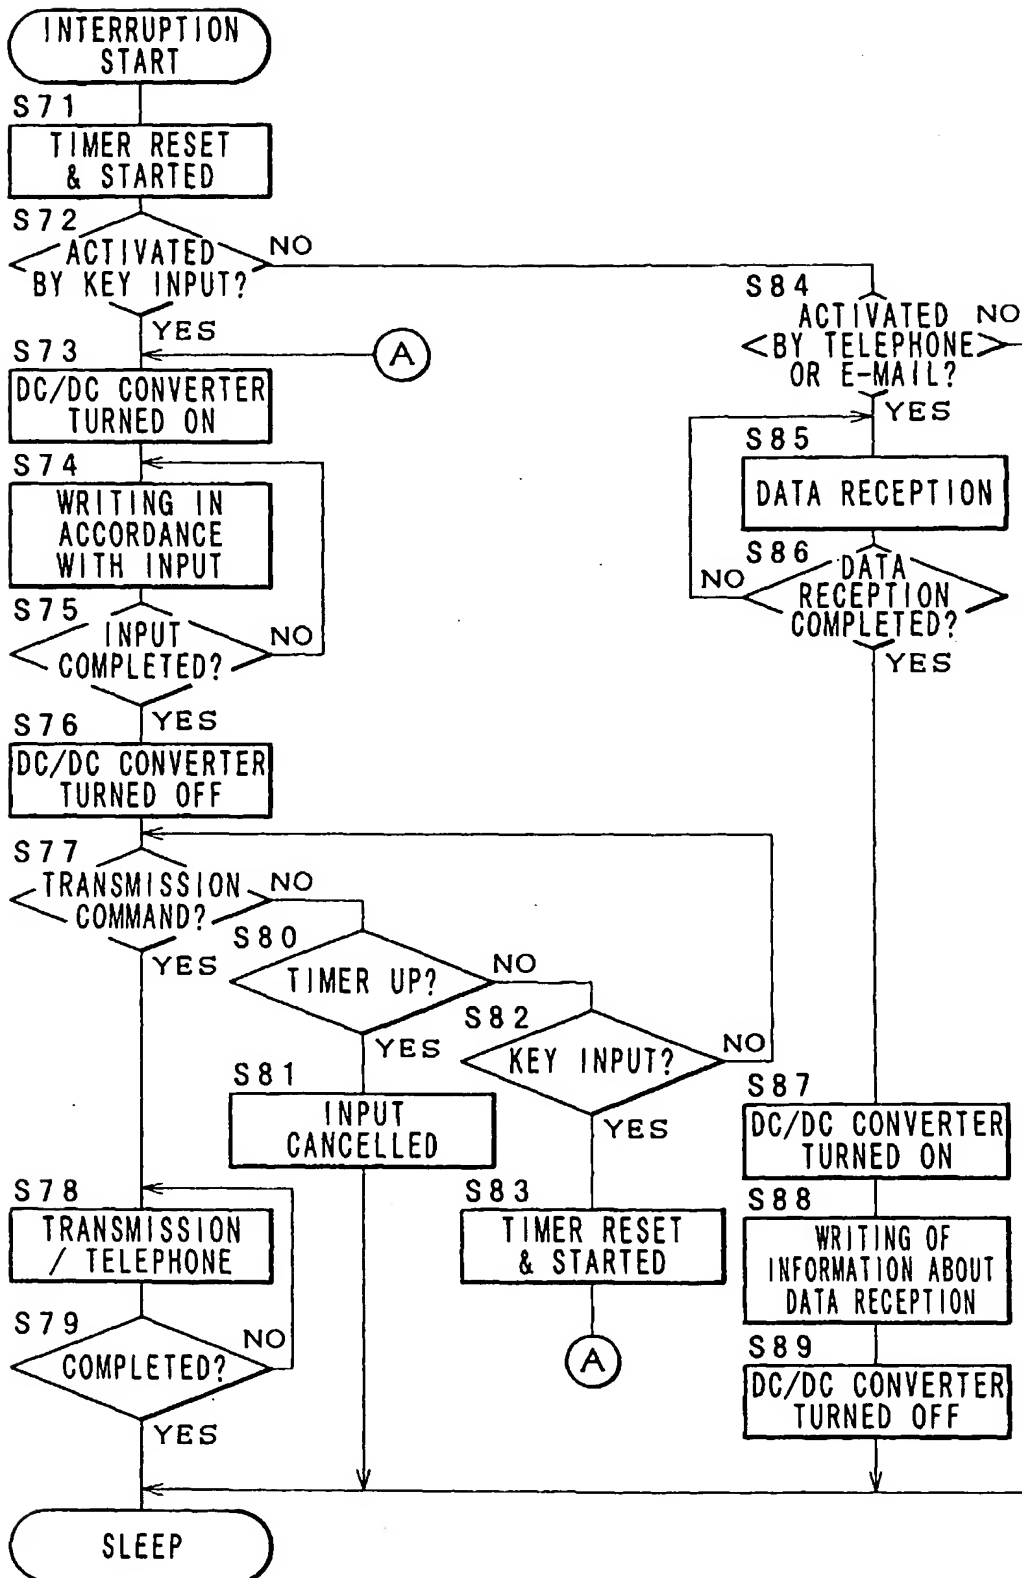 INTERRUPTION
START
S71
TIMER RESET
& STARTED
S72
ACTIVATED
BY KEY INPUT?
NO
YES
A
S73
DC/DC CONVERTER
TURNED ON
S74
WRITING IN
ACCORDANCE
WITH INPUT
S75
INPUT
COMPLETED?
NO
YES
S76
DC/DC CONVERTER
TURNED OFF
S77
TRANSMISSION
COMMAND?
NO
YES
S78
TRANSMISSION
/ TELEPHONE
S79
COMPLETED?
NO
YES
SLEEP
S80
TIMER UP?
NO
YES
S81
INPUT
CANCELLED
S82
KEY INPUT?
NO
YES
S83
TIMER RESET
& STARTED
A
S84
ACTIVATED
BY TELEPHONE
OR E-MAIL?
NO
YES
S85
DATA RECEPTION
S86
DATA
RECEPTION
COMPLETED?
NO
YES
S87
DC/DC CONVERTER
TURNED ON
S88
WRITING OF
INFORMATION ABOUT
DATA RECEPTION
S89
DC/DC CONVERTER
TURNED OFF